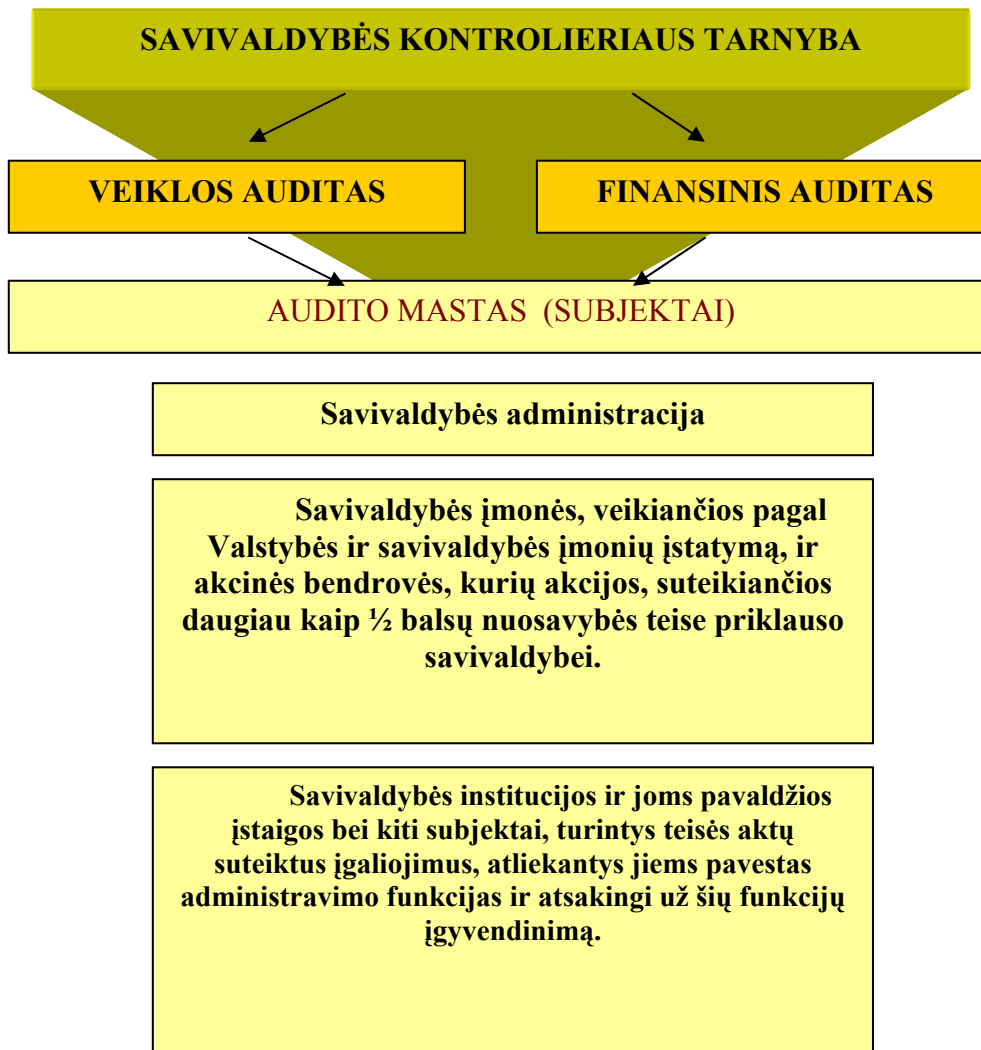 SAVIVALDYBĖS KONTROLIERIAUS TARNYBA
VEIKLOS AUDITAS
FINANSINIS AUDITAS
AUDITO MASTAS (SUBJEKTAI)
Savivaldybės administracija
Savivaldybės įmonės, veikiančios pagal
Valstybės ir savivaldybės įmonių įstatymą, ir
akcinės bendrovės, kurių akcijos, suteikiančios
daugiau kaip ½ balsų nuosavybės teise priklauso
savivaldybei.
Savivaldybės institucijos ir joms pavaldžios
įstaigos bei kiti subjektai, turintys teisės aktų
suteiktus įgaliojimus, atliekantys jiems pavestas
administravimo funkcijas ir atsakingi už šių funkcijų
įgyvendinimą.